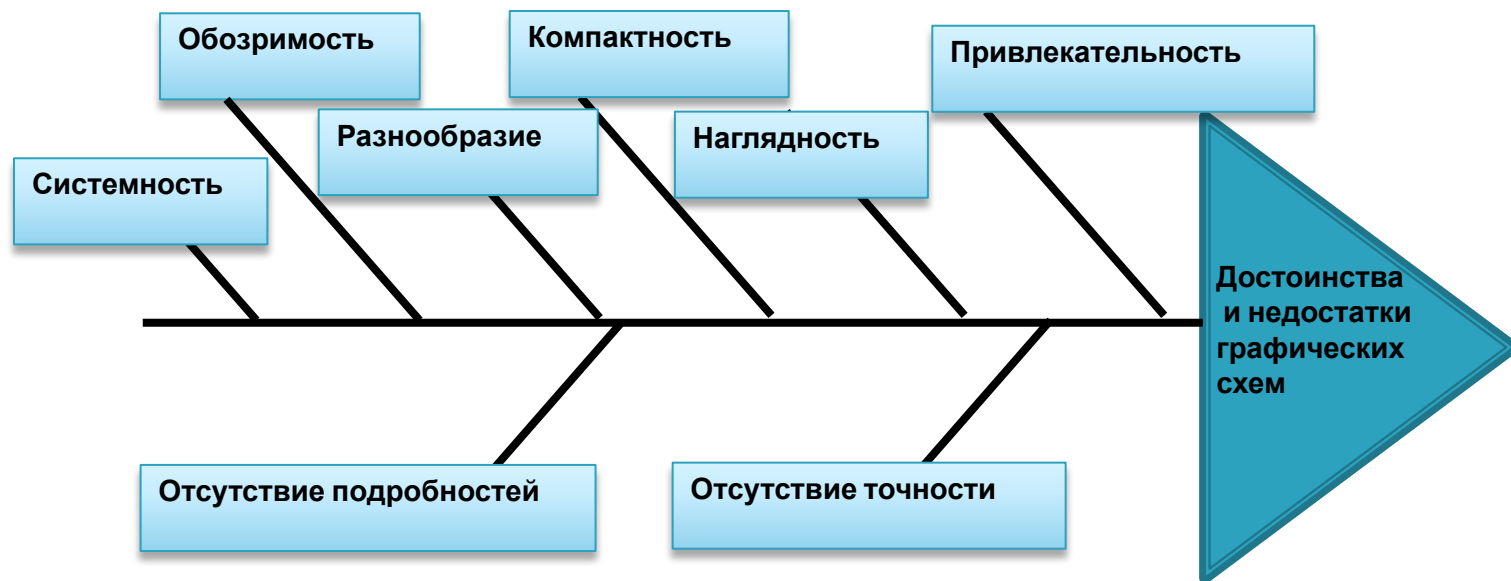 Обозримость
Компактность
Привлекательность
Разнообразие
Наглядность
Системность
Достоинства
и недостатки
графических
схем
Отсутствие подробностей
Отсутствие точности